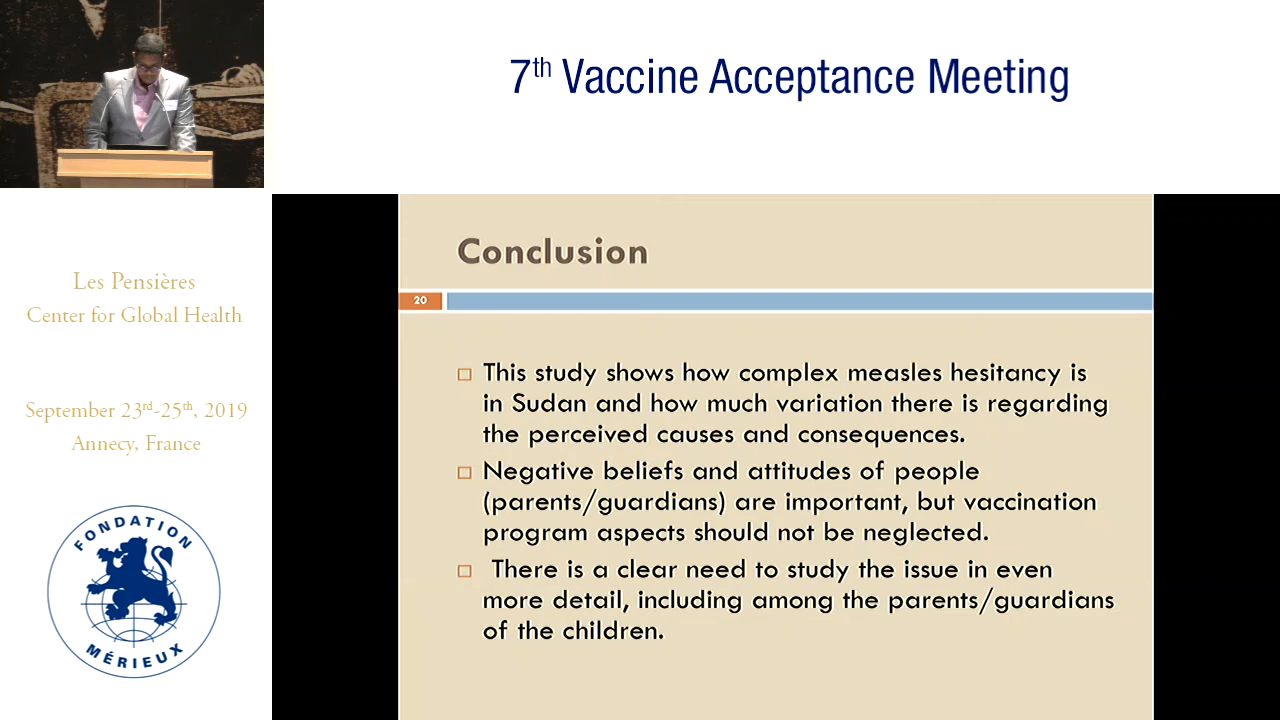 7th Vaccine Acceptance Meeting
Les Pensières
Center for Global Health
September 23rd-25th, 2019
Annecy, France
FONDATION
MÉRIEUX
Conclusion
20
This study shows how complex measles hesitancy is
in Sudan and how much variation there is regarding
the perceived causes and consequences.
Negative beliefs and attitudes of people
(parents/guardians) are important, but vaccination
program aspects should not be neglected.
There is a clear need to study the issue in even
more detail, including among the parents/guardians
of the children.